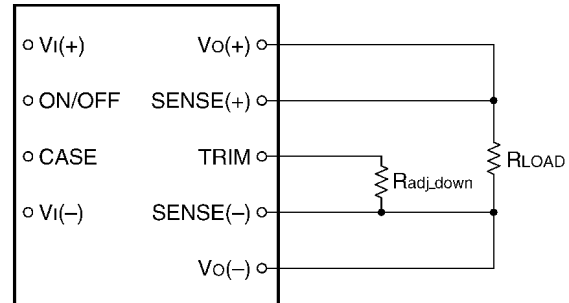 VI(+) VO(+)
ON/OFF SENSE(+)
CASE TRIM
RLOAD
Radj_down
VI(–) SENSE(–)
VO(–)